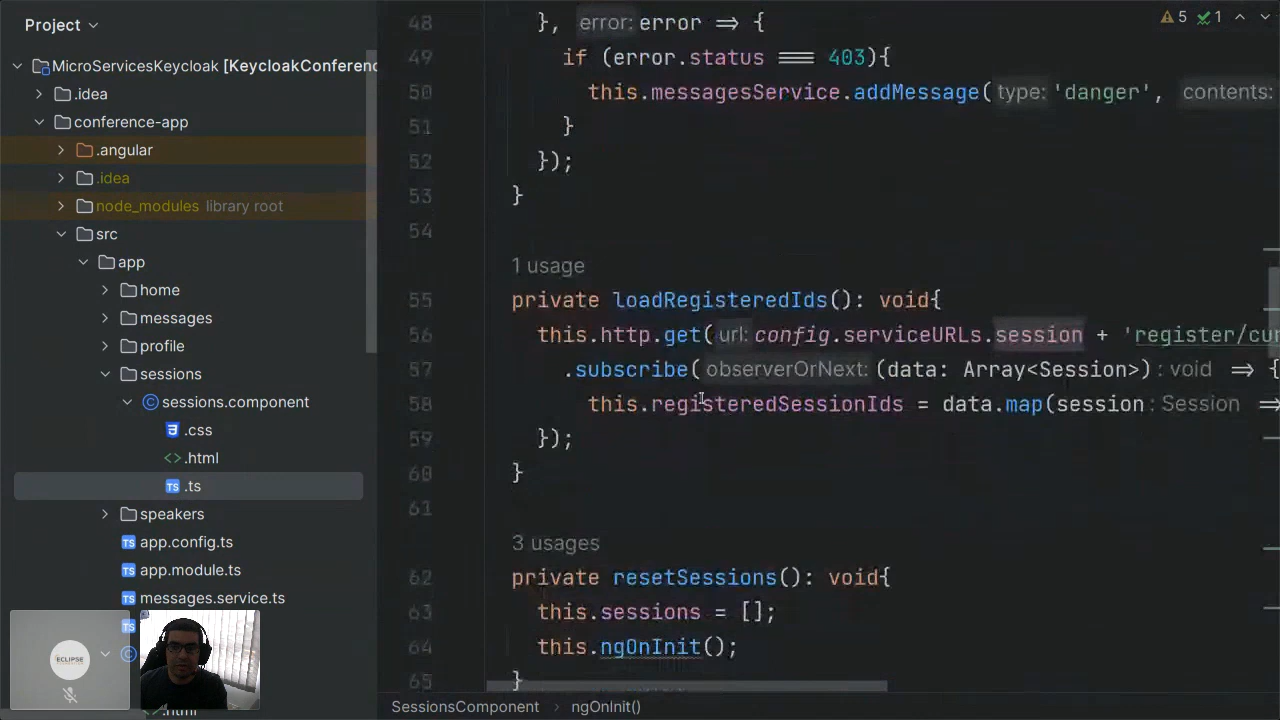 Project
MicroServicesKeycloak [KeycloakConferenc
.idea
conference-app
.angular
.idea
node_modules library root
src
app
home
messages
profile
sessions
sessions.component
.css
.html
.ts
speakers
app.config.ts
app.module.ts
messages.service.ts
.html
ECLIPSE
5 1
48 }, error: error => {
49 if (error.status === 403){
50 this.messagesService.addMessage( type: 'danger', contents:
51 }
52 });
53 }
54
1 usage
55 private loadRegisteredIds(): void{
56 this.http.get( url: config.serviceURLs.session + 'register/cur
57 .subscribe( observerOrNext: (data: Array<Session>) : void => {
58 this.registeredSessionIds = data.map(session : Session =>
59 });
60 }
61
3 usages
62 private resetSessions(): void{
63 this.sessions = [];
64 this.ngOnInit();
65 }
SessionsComponent › ngOnInit()